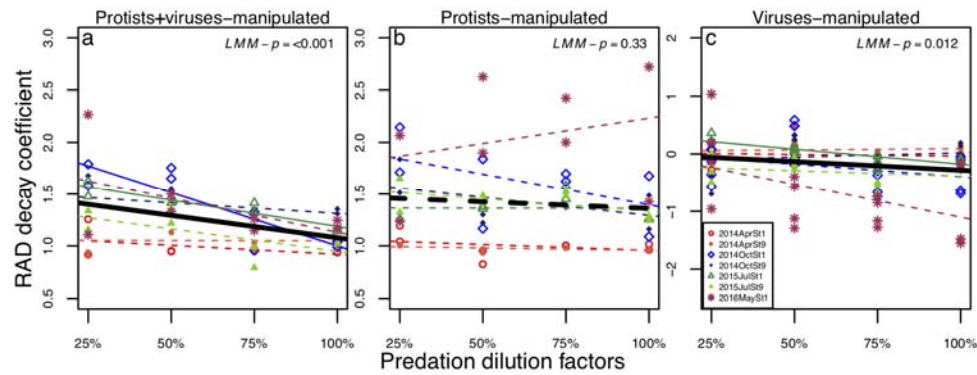 Protists+viruses−manipulated
Protists−manipulated
Viruses−manipulated
a
LMM − p = <0.001
b
LMM − p = 0.33
c
LMM − p = 0.012
RAD decay coefficient
3.0
2.5
2.0
1.5
1.0
0.5
3.0
2.5
2.0
1.5
1.0
0.5
2
1
0
−1
−2
2014AprSt1
2014AprSt9
2014OctSt1
2014OctSt9
2015JulSt1
2015JulSt9
2016MaySt1
25% 50% 75% 100%
25% 50% 75% 100%
25% 50% 75% 100%
Predation dilution factors